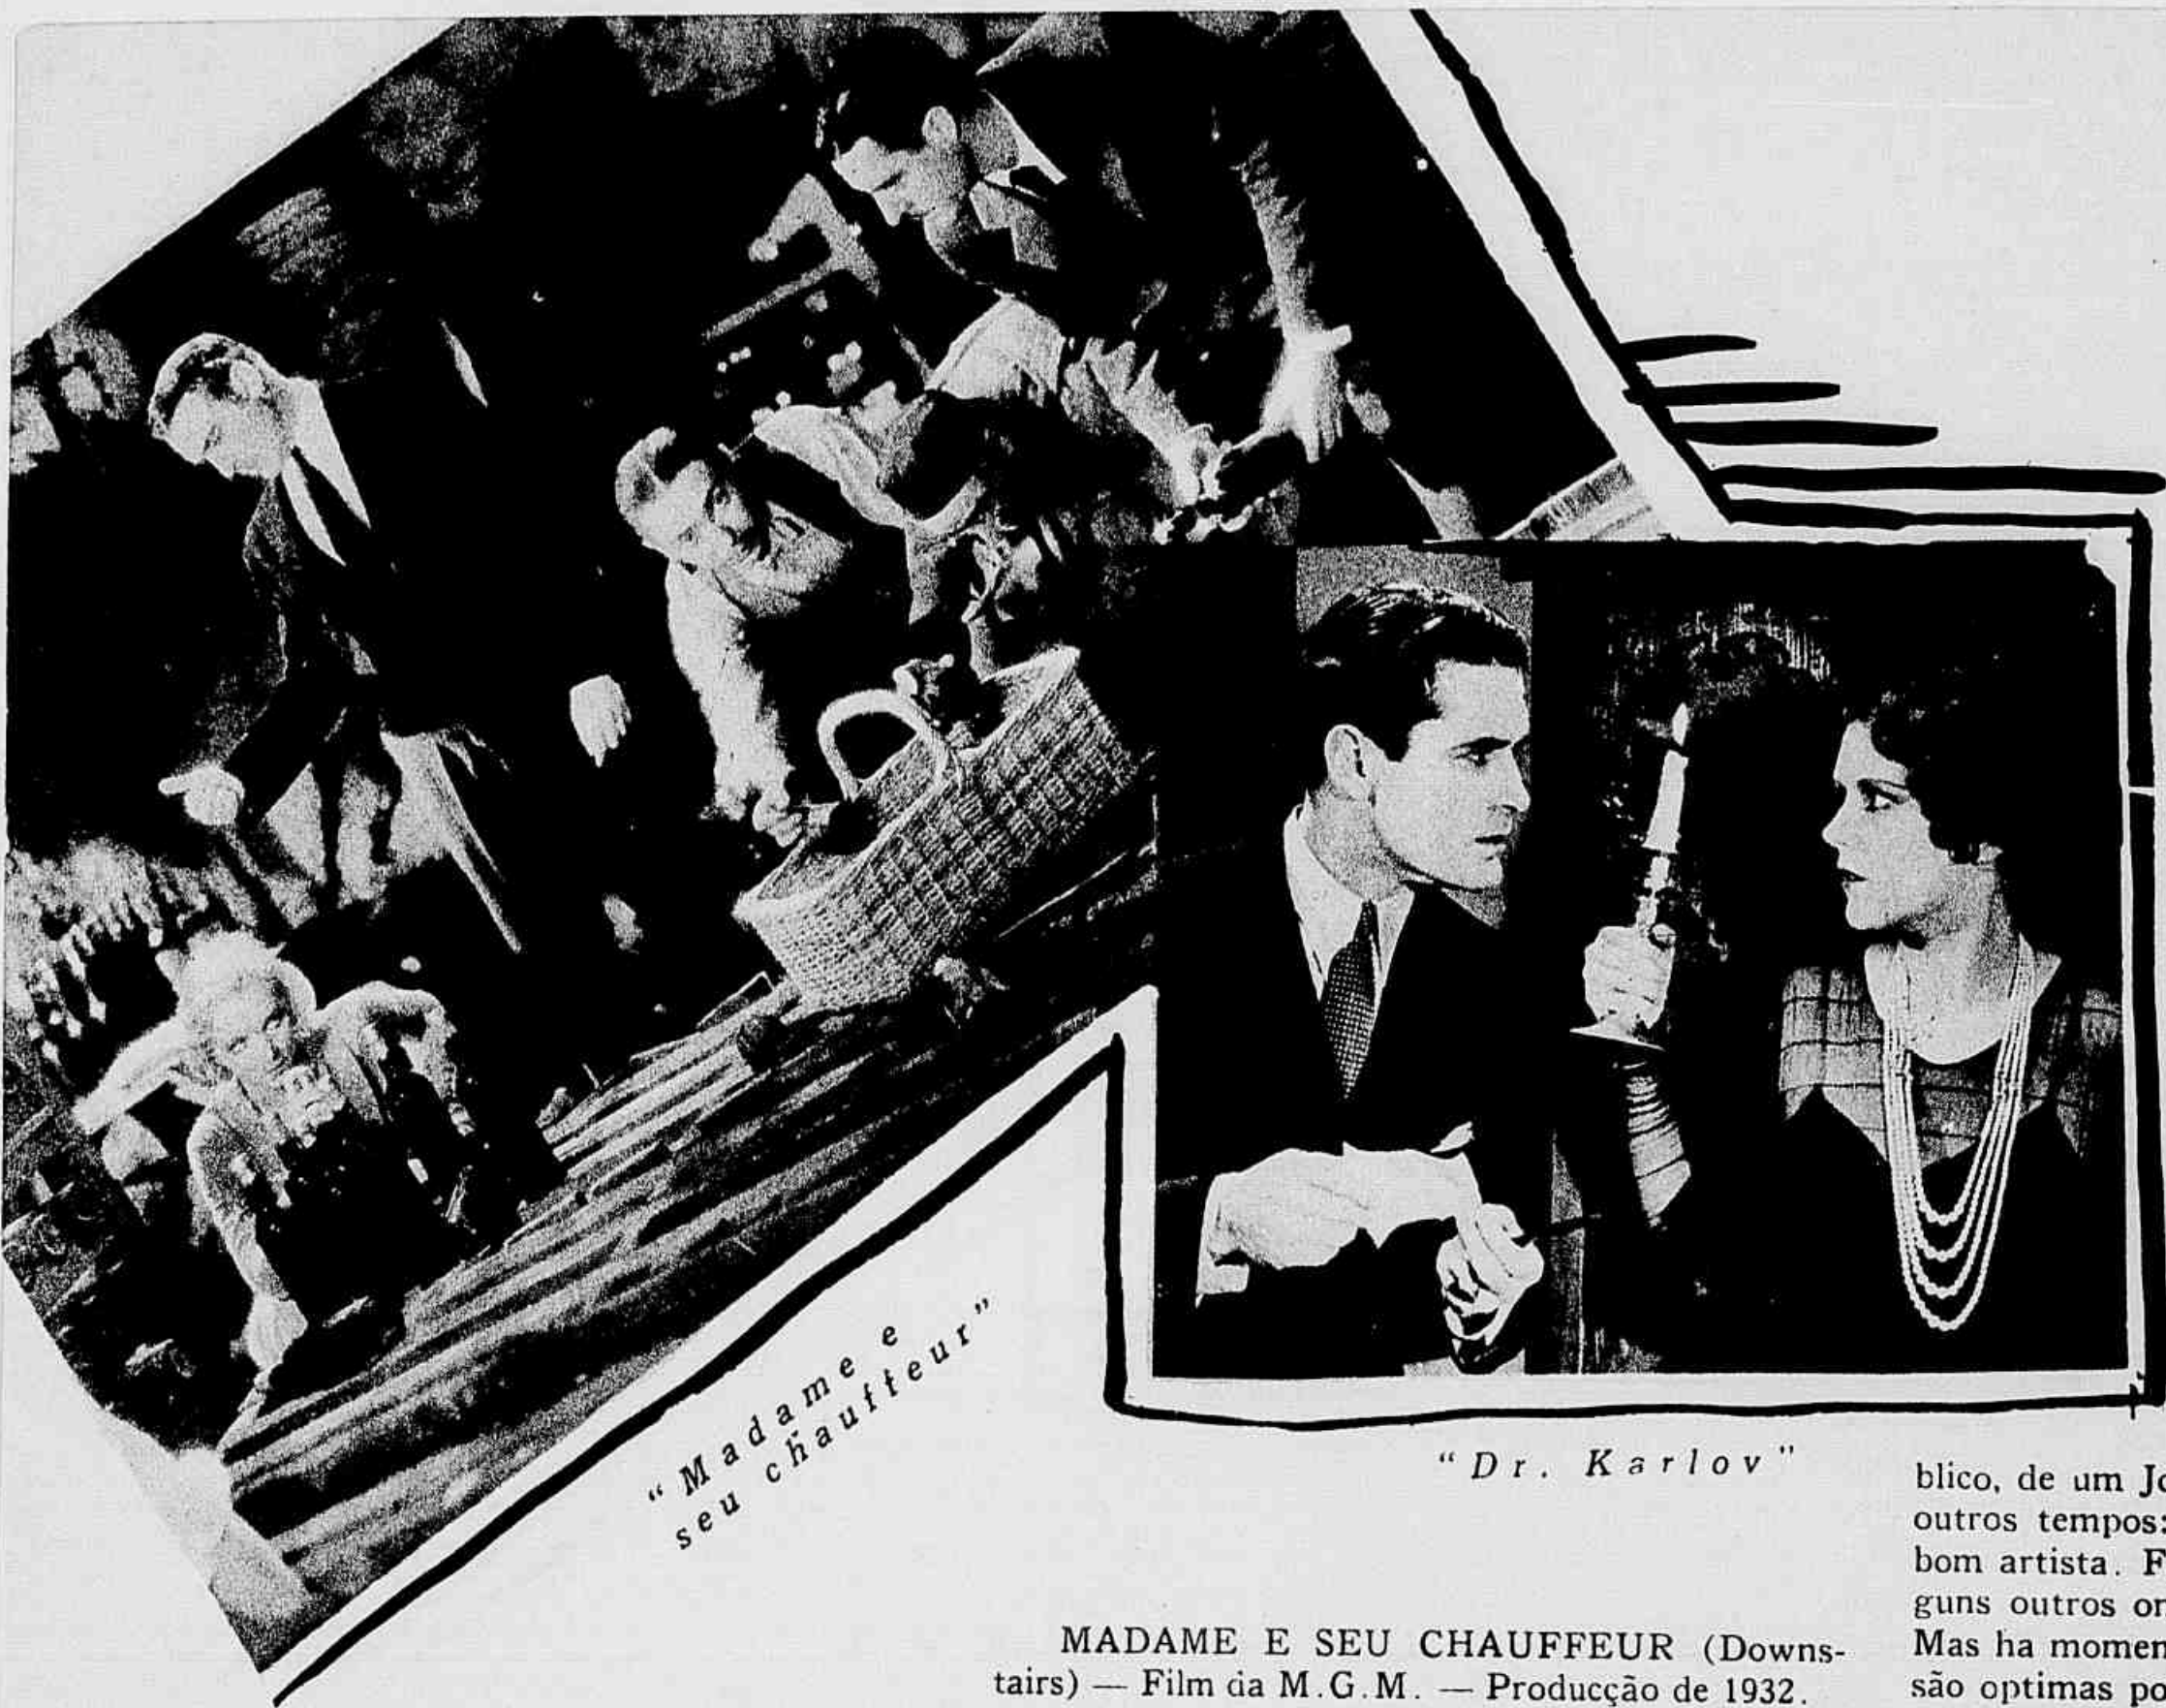 "Madame e
seu chauffeur"
"Dr. Karlov"
MADAME E SEU CHAUFFEUR (Downs-
tairs) — Film da M.G.M. — Producção de 1932.
blico, de um Jo
outros tempos:
bom artista. F
guns outros or
Mas ha momen
são optimas po